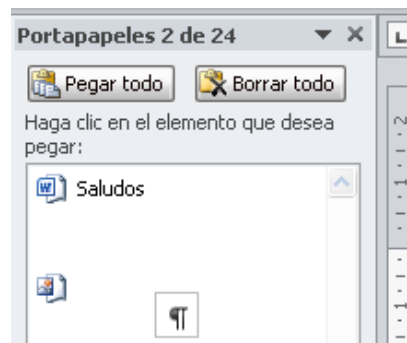 Portapapeles 2 de 24
Pegar todo Borrar todo
Haga clic en el elemento que desea
pegar:
Saludos
¶